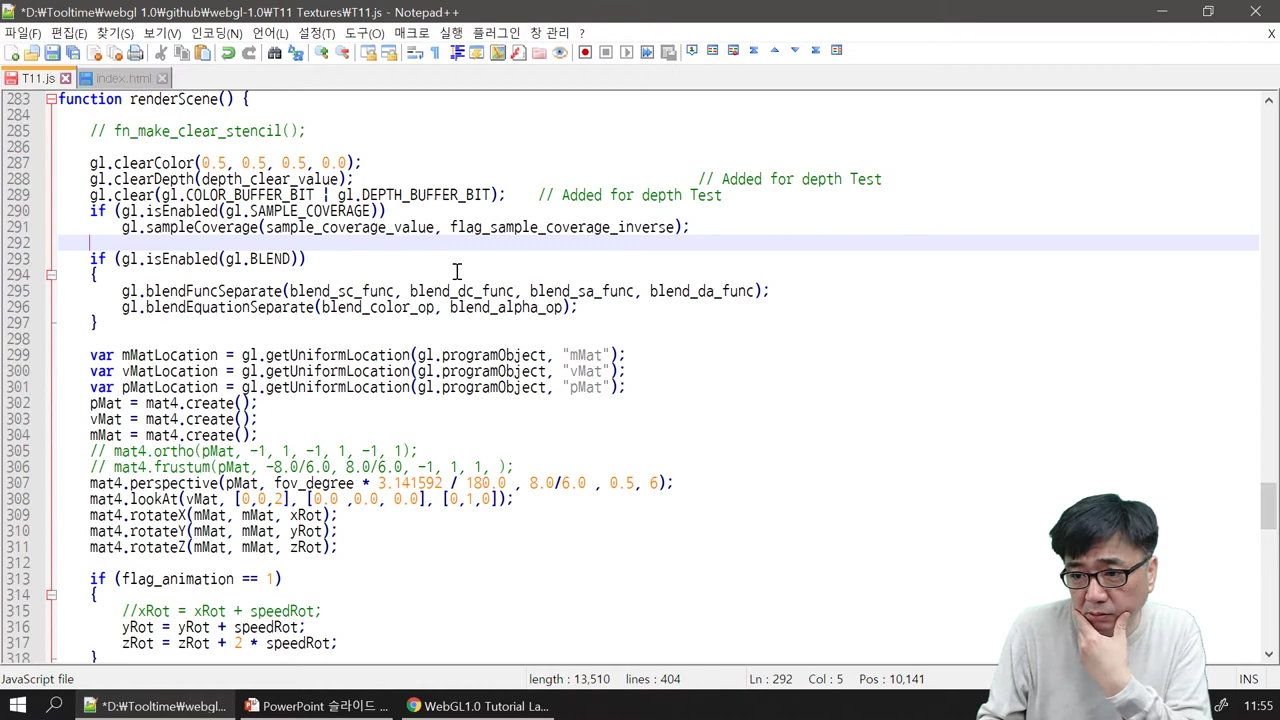 *D:₩Tooltime₩webgl 1.0₩github₩webgl-1.0₩T11 Textures₩T11.js - Notepad++
파일(F) 편집(E) 찾기(S) 보기(V) 인코딩(N) 언어(L) 설정(T) 도구(O) 매크로 실행 플러그인 창 관리 ? X
T11.js index.html
283 function renderScene() {
284
285 // fn_make_clear_stencil();
286
287 gl.clearColor(0.5, 0.5, 0.5, 0.0);
288 gl.clearDepth(depth_clear_value); // Added for depth Test
289 gl.clear(gl.COLOR_BUFFER_BIT | gl.DEPTH_BUFFER_BIT); // Added for depth Test
290 if (gl.isEnabled(gl.SAMPLE_COVERAGE))
291 gl.sampleCoverage(sample_coverage_value, flag_sample_coverage_inverse);
292
293 if (gl.isEnabled(gl.BLEND))
294 {
295 gl.blendFuncSeparate(blend_sc_func, blend_dc_func, blend_sa_func, blend_da_func);
296 gl.blendEquationSeparate(blend_color_op, blend_alpha_op);
297 }
298
299 var mMatLocation = gl.getUniformLocation(gl.programObject, "mMat");
300 var vMatLocation = gl.getUniformLocation(gl.programObject, "vMat");
301 var pMatLocation = gl.getUniformLocation(gl.programObject, "pMat");
302 pMat = mat4.create();
303 vMat = mat4.create();
304 mMat = mat4.create();
305 // mat4.ortho(pMat, -1, 1, -1, 1, -1, 1);
306 // mat4.frustum(pMat, -8.0/6.0, 8.0/6.0, -1, 1, 1, );
307 mat4.perspective(pMat, fov_degree * 3.141592 / 180.0 , 8.0/6.0 , 0.5, 6);
308 mat4.lookAt(vMat, [0,0,2], [0.0 ,0.0, 0.0], [0,1,0]);
309 mat4.rotateX(mMat, mMat, xRot);
310 mat4.rotateY(mMat, mMat, yRot);
311 mat4.rotateZ(mMat, mMat, zRot);
312
313 if (flag_animation == 1)
314 {
315 //xRot = xRot + speedRot;
316 yRot = yRot + speedRot;
317 zRot = zRot + 2 * speedRot;
318 }
JavaScript file length : 13,510 lines : 404 Ln : 292 Col : 5 Pos : 10,141 INS
*D:₩Tooltime₩webgl... PowerPoint 슬라이드 ... WebGL1.0 Tutorial La... 11:55